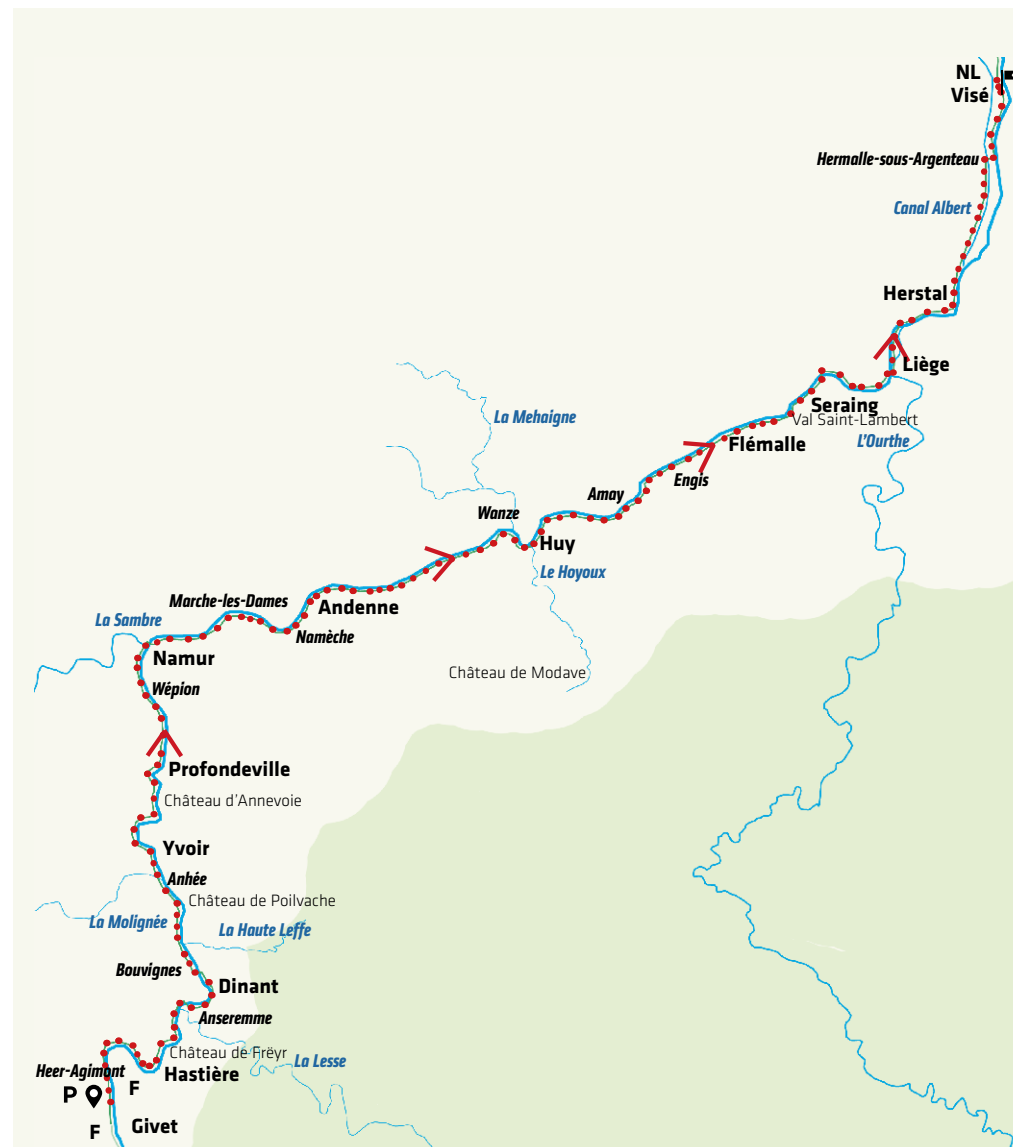 NL
Visé
Hermalle-sous-Argenteau
Canal Albert
Herstal
Liège
Seraing
Val Saint-Lambert
La Mehaigne
Flémalle
L'Ourthe
Engis
Amay
Wanze
Huy
Le Hoyoux
Marche-les-Dames
Andenne
La Sambre
Namèche
Namur
Château de Modave
Wépion
Profondeville
Château d'Annevoie
Yvoir
Anhée
Château de Poilvache
La Molignée
La Haute Leffe
Bouvignes
Dinant
Anseremme
Château de Frëyr
La Lesse
Heer-Agimont
Hastière
P
F
Givet
F